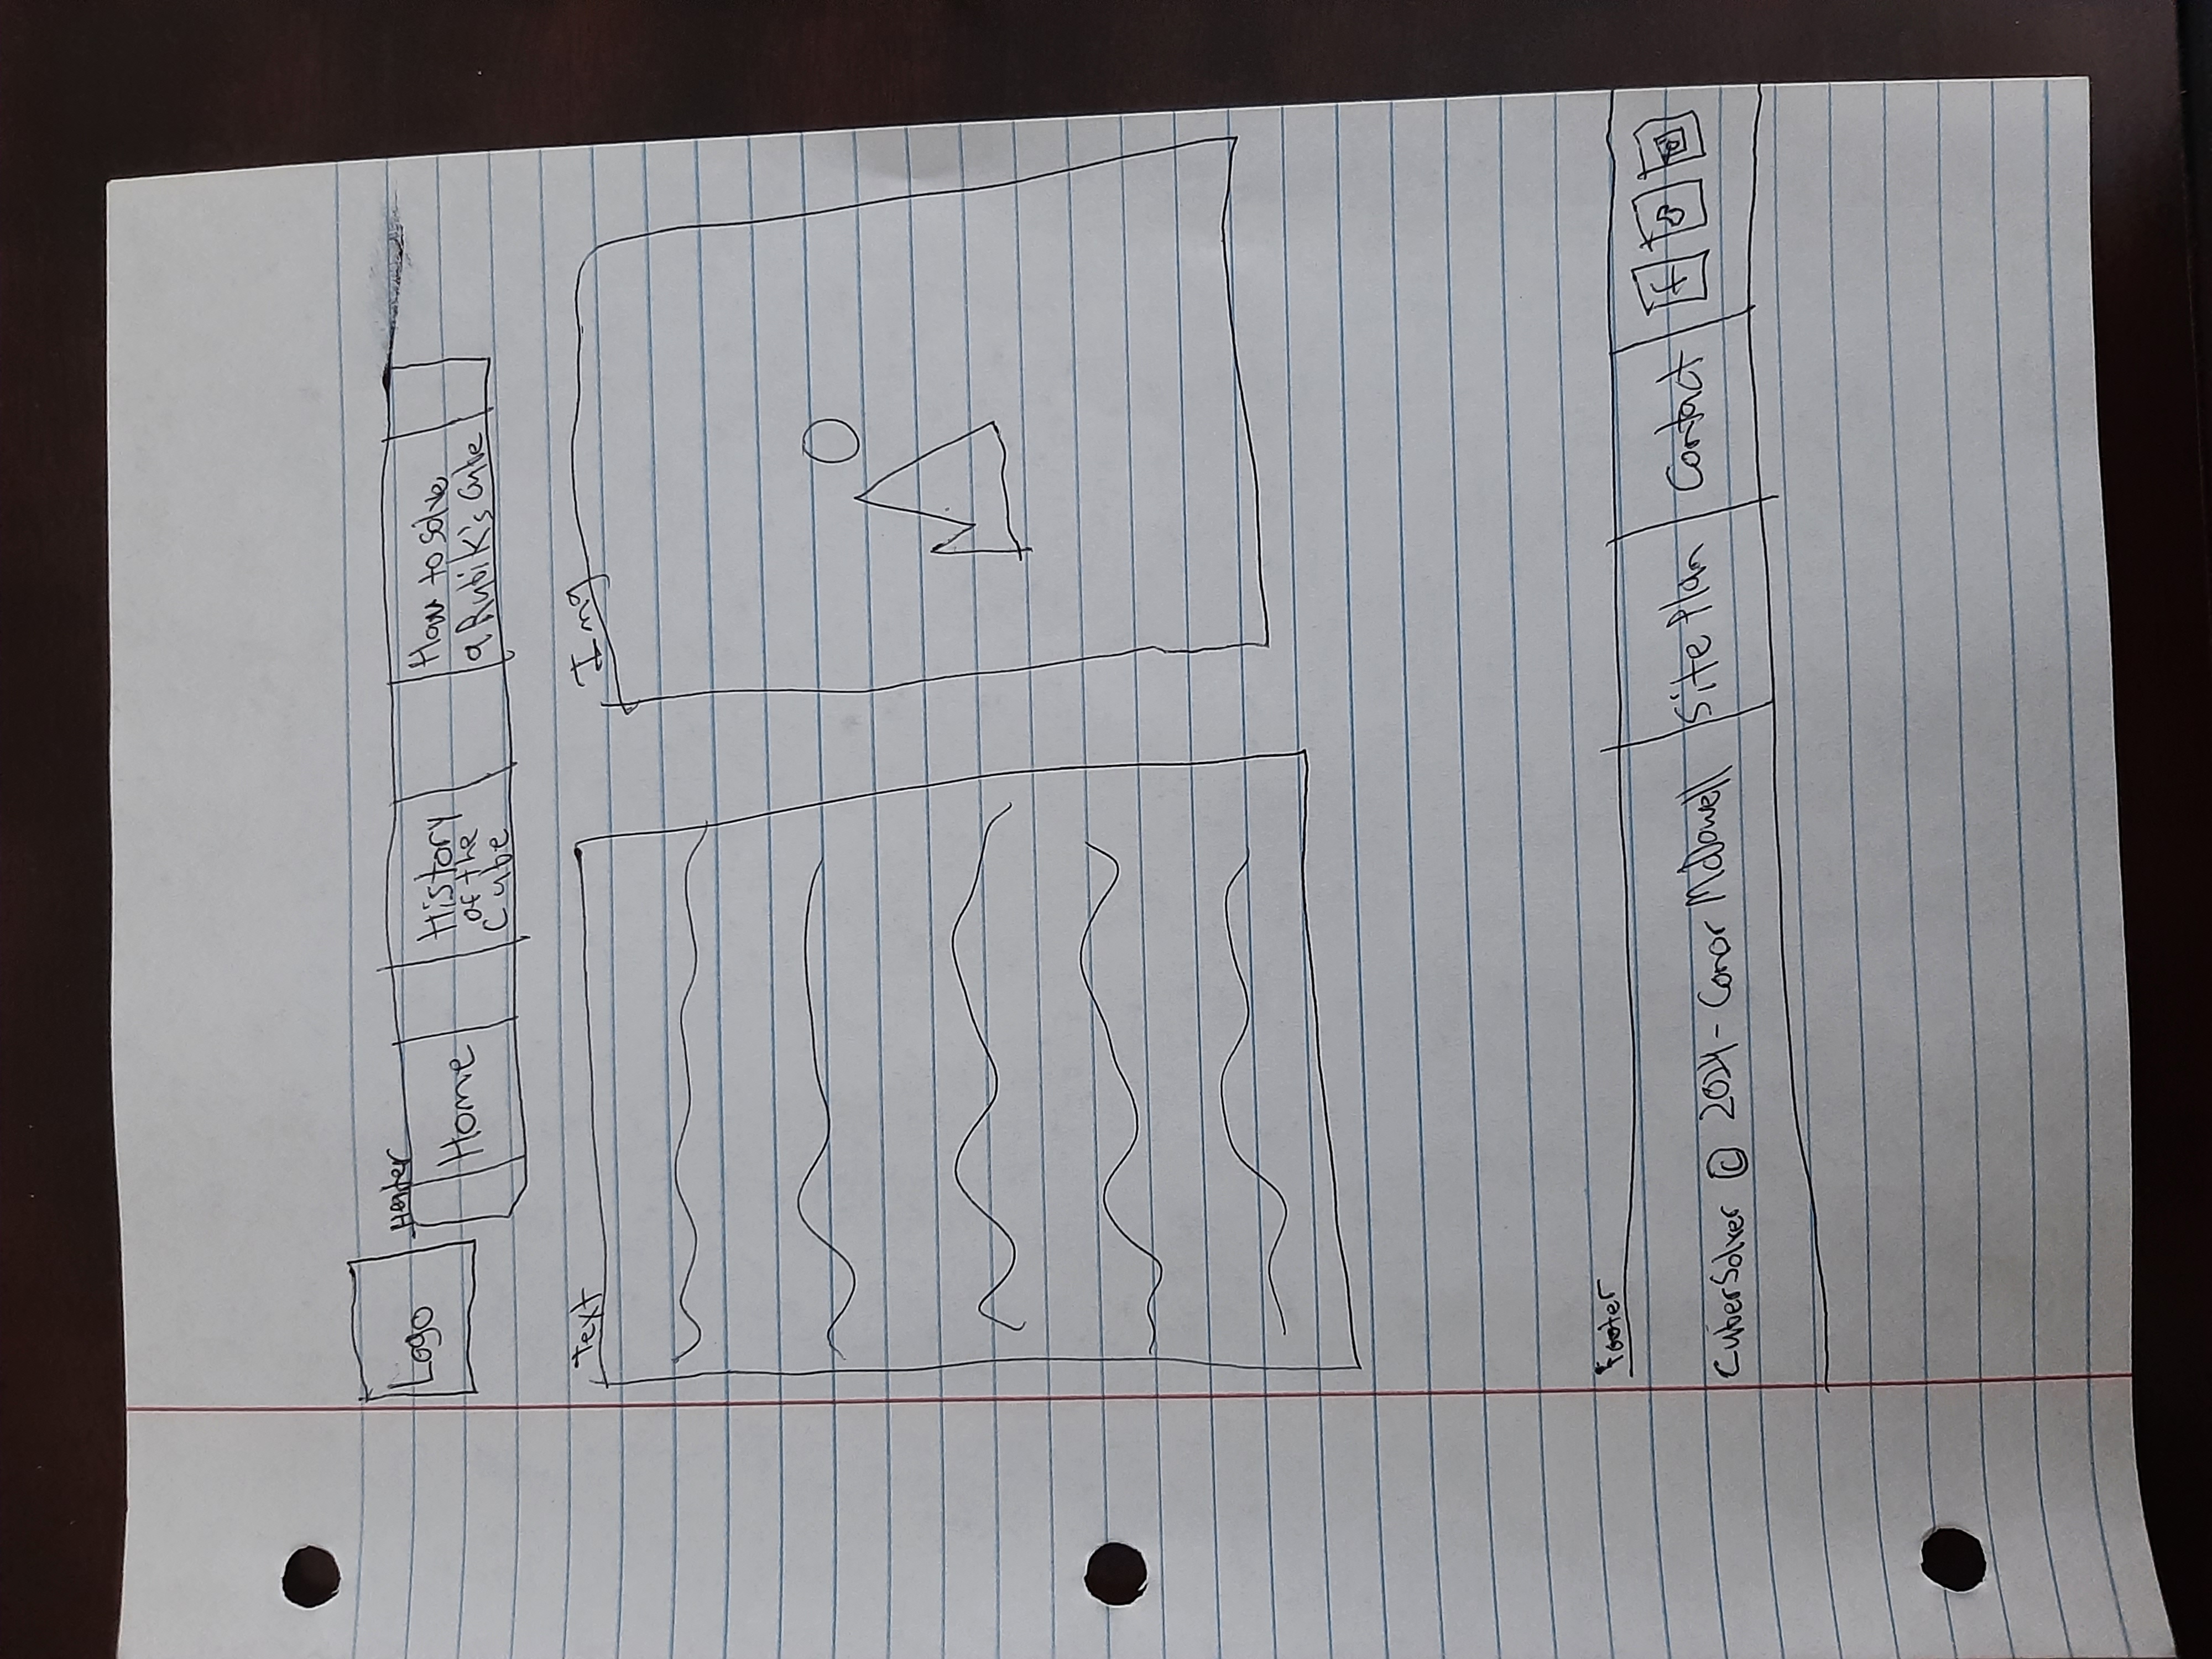 Logo
Header
Home
History
of the
Cube
How to solve
a Rubik's Cube
Text
Img
Footer
CuberSolver © 2024 - Conor McDowell
Site Plan
Contact
f